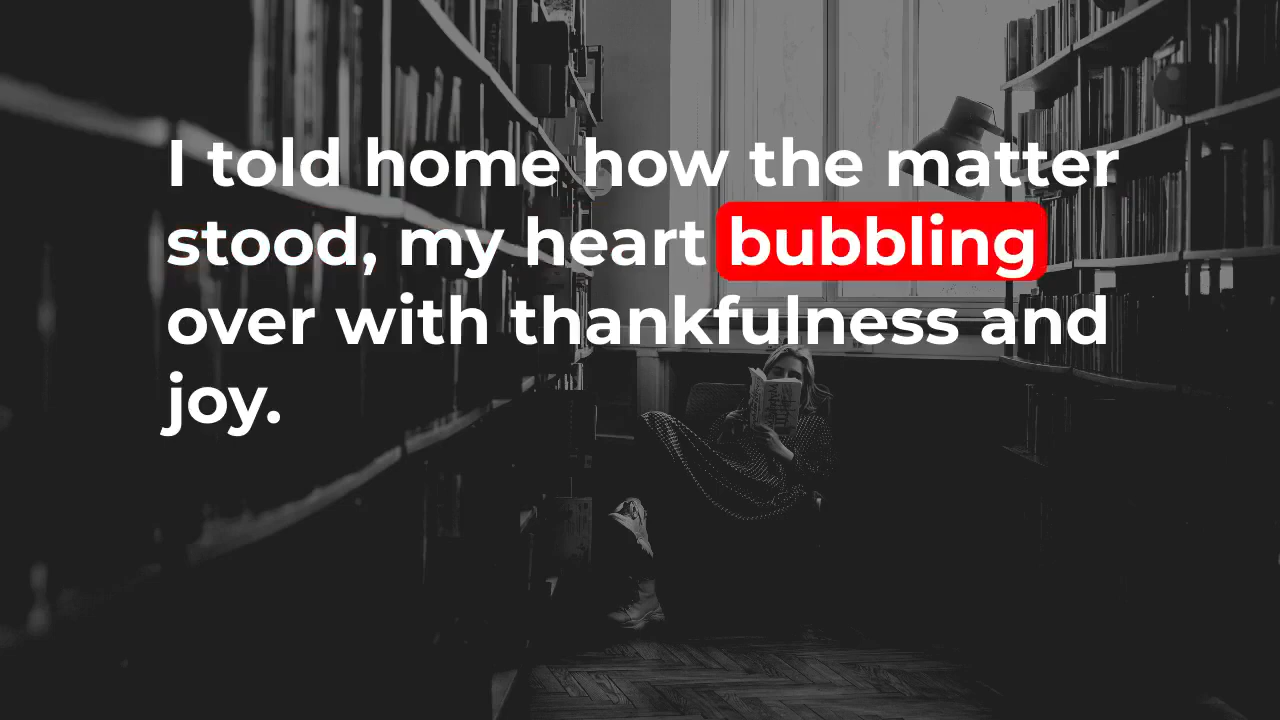 I told home how the matter
stood, my heart bubbling
over with thankfulness and
joy.